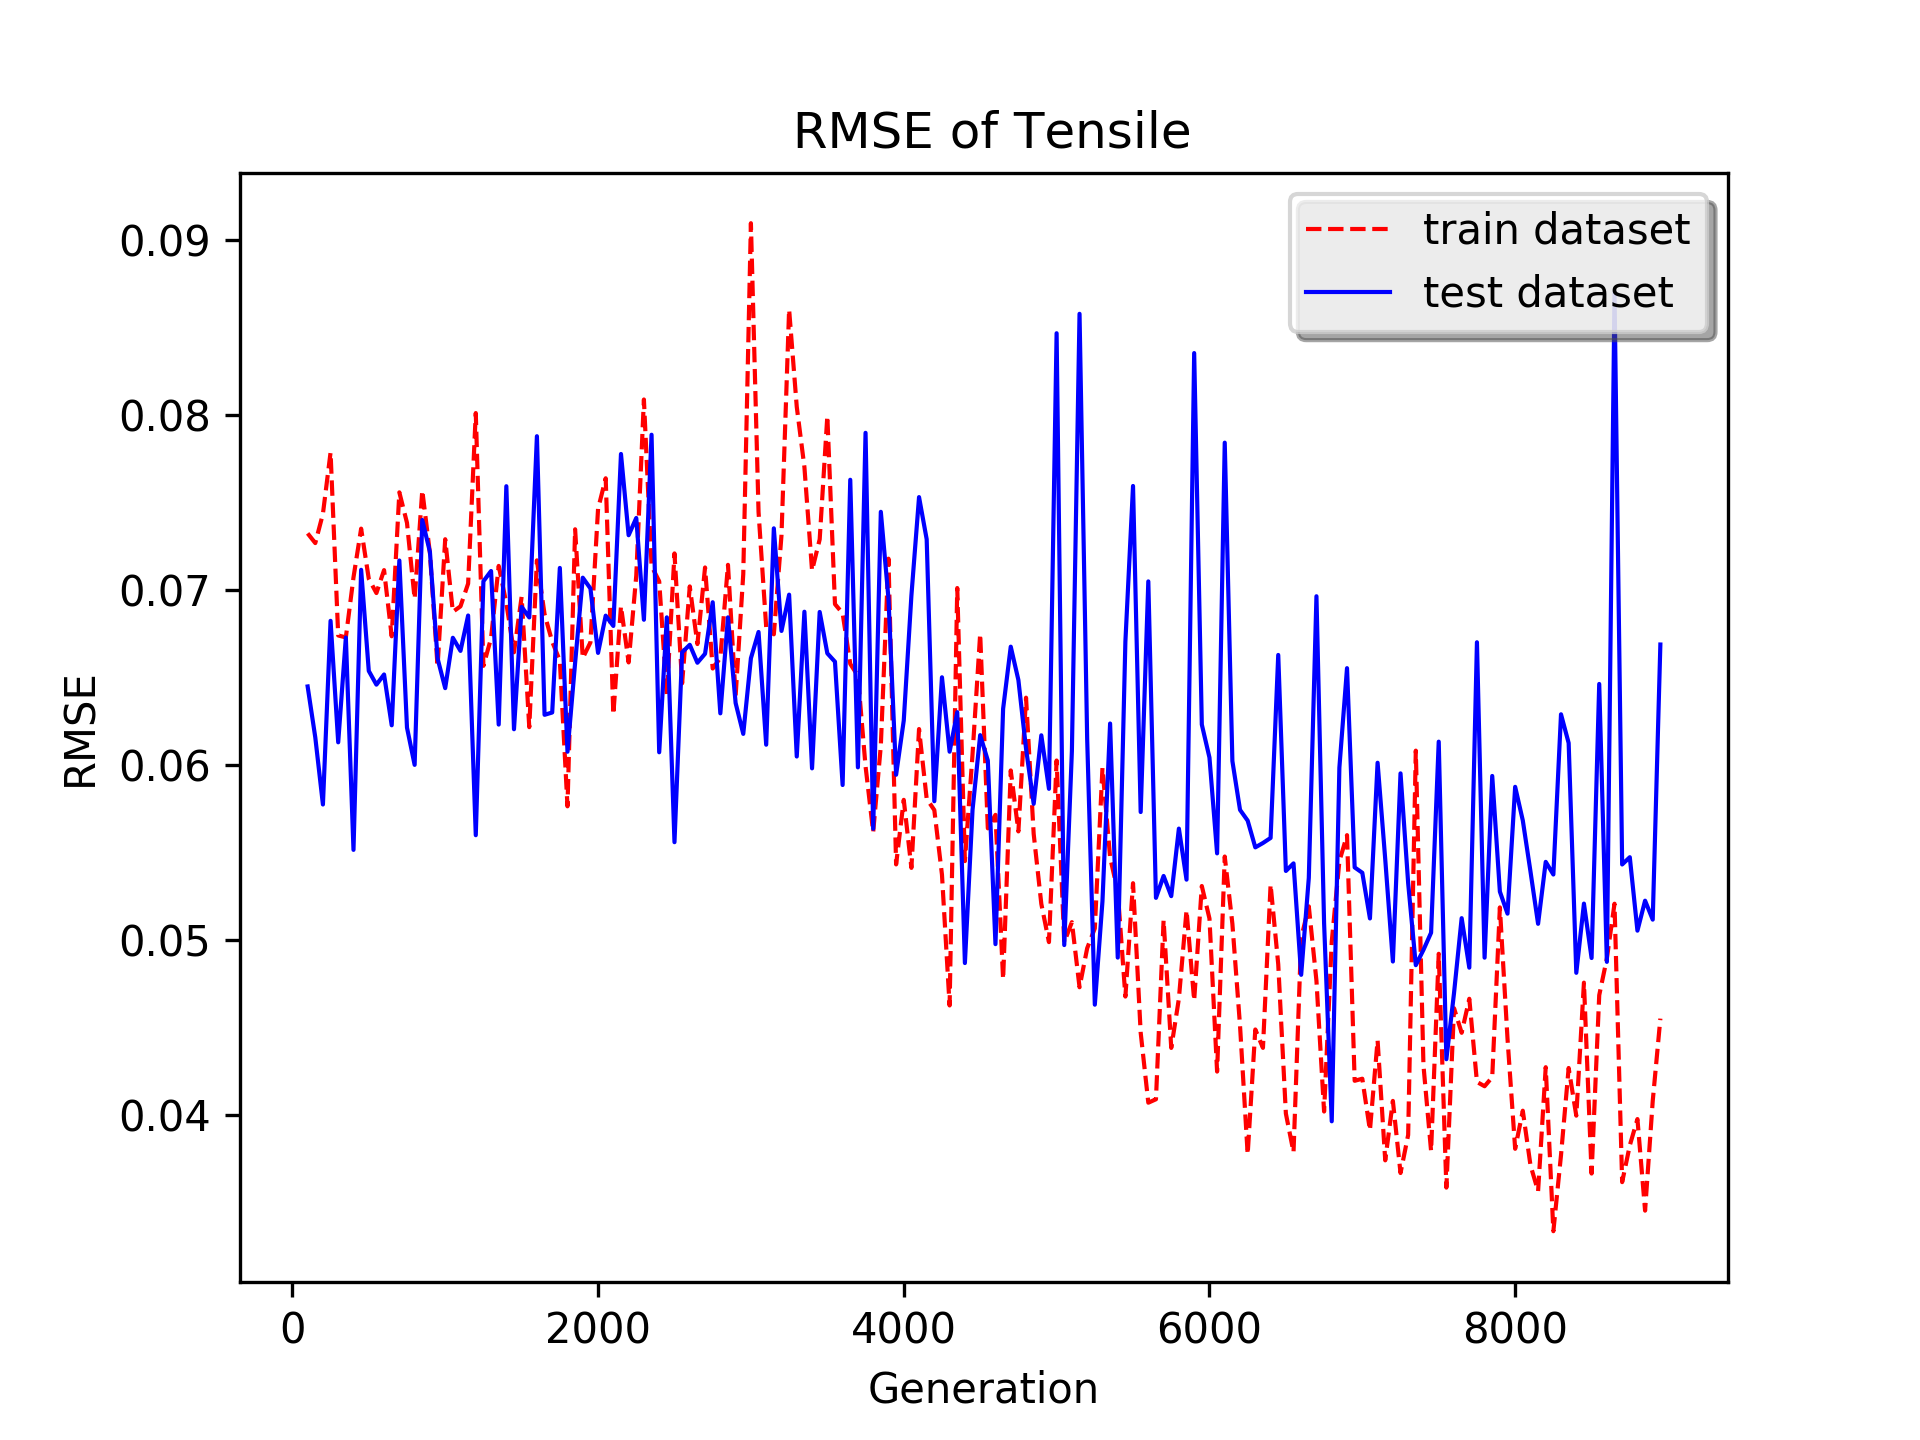 RMSE of Tensile
train dataset
test dataset
0.09
0.08
0.07
0.06
0.05
0.04
RMSE
0
2000
4000
6000
8000
Generation